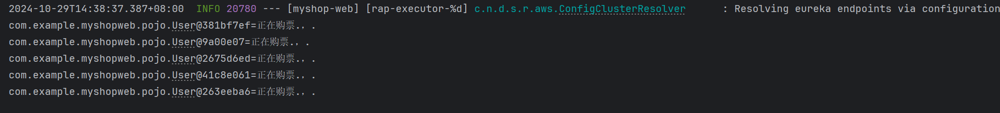 2024-10-29T14:38:37.387+08:00  INFO 20780 --- [myshop-web] [rap-executor-%d] c.n.d.s.r.aws.ConfigClusterResolver      : Resolving eureka endpoints via configuration
com.example.myshopweb.pojo.User@381bf7ef=正在购票.，.
com.example.myshopweb.pojo.User@9a00e07=正在购票.，.
com.example.myshopweb.pojo.User@2675d6ed=正在购票.，.
com.example.myshopweb.pojo.User@41c8e061=正在购票.，.
com.example.myshopweb.pojo.User@263eeba6=正在购票.，.